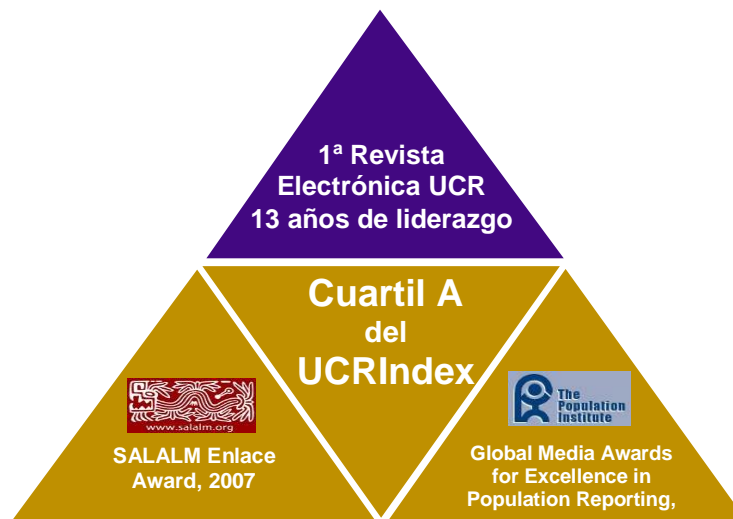 1ª Revista
Electrónica UCR
13 años de liderazgo
Cuartil A
del
UCRIndex
www.salalm.org
SALALM Enlace
Award, 2007
The
Population
Institute
Global Media Awards
for Excellence in
Population Reporting,